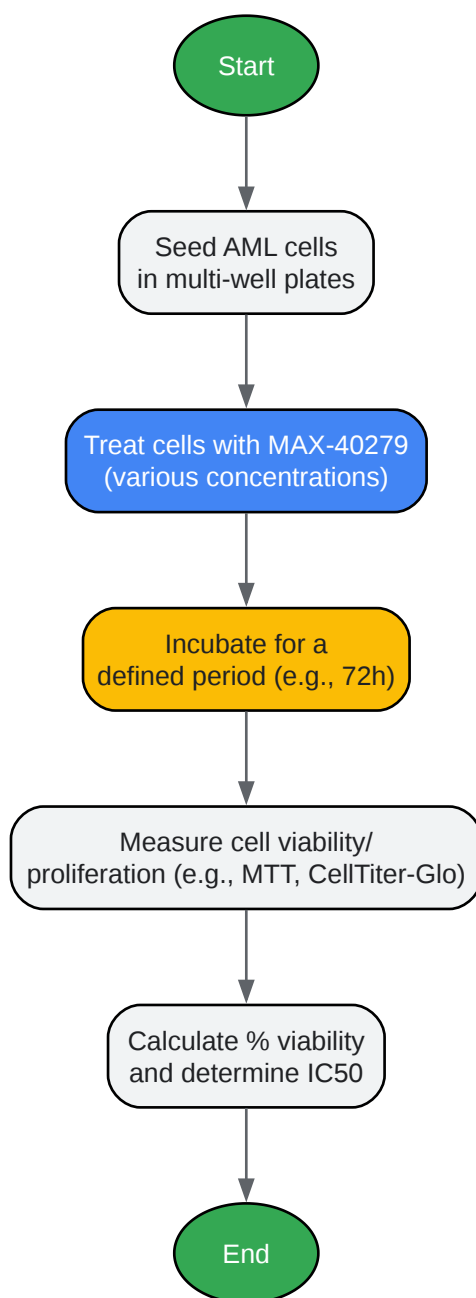 Start
Seed AML cells
in multi-well plates
Treat cells with MAX-40279
(various concentrations)
Incubate for a
defined period (e.g., 72h)
Measure cell viability/
proliferation (e.g., MTT, CellTiter-Glo)
Calculate % viability
and determine IC50
End